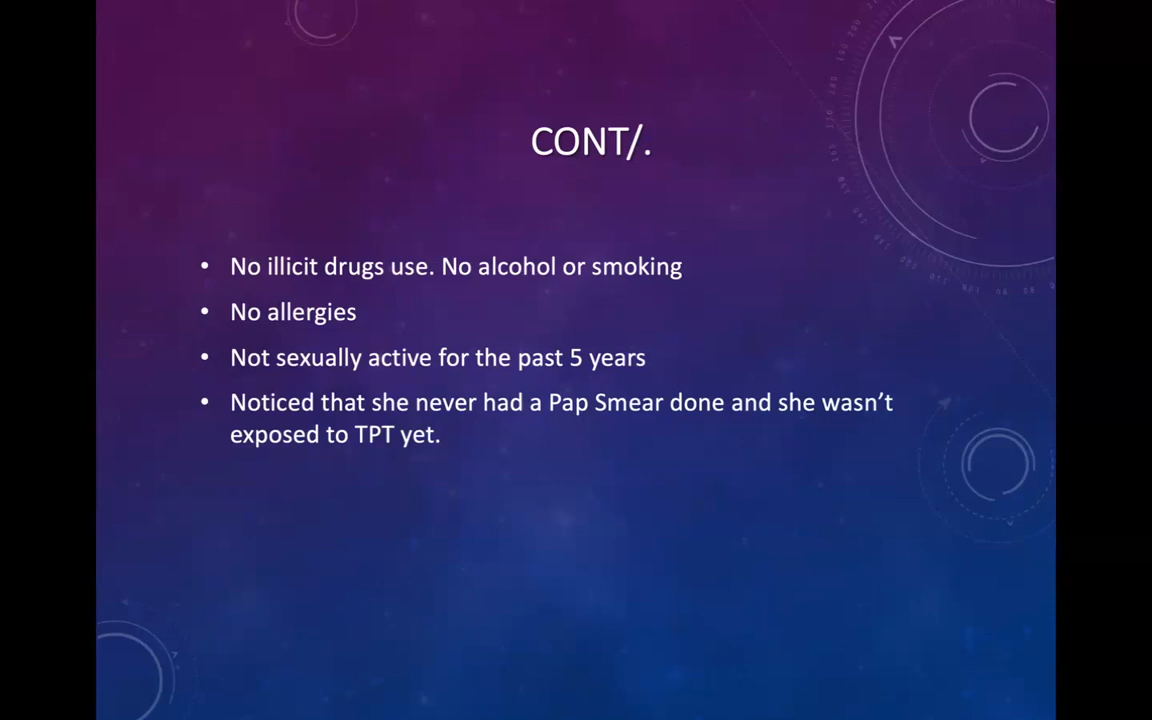 CONT/.
• No illicit drugs use. No alcohol or smoking
• No allergies
• Not sexually active for the past 5 years
• Noticed that she never had a Pap Smear done and she wasn’t
exposed to TPT yet.